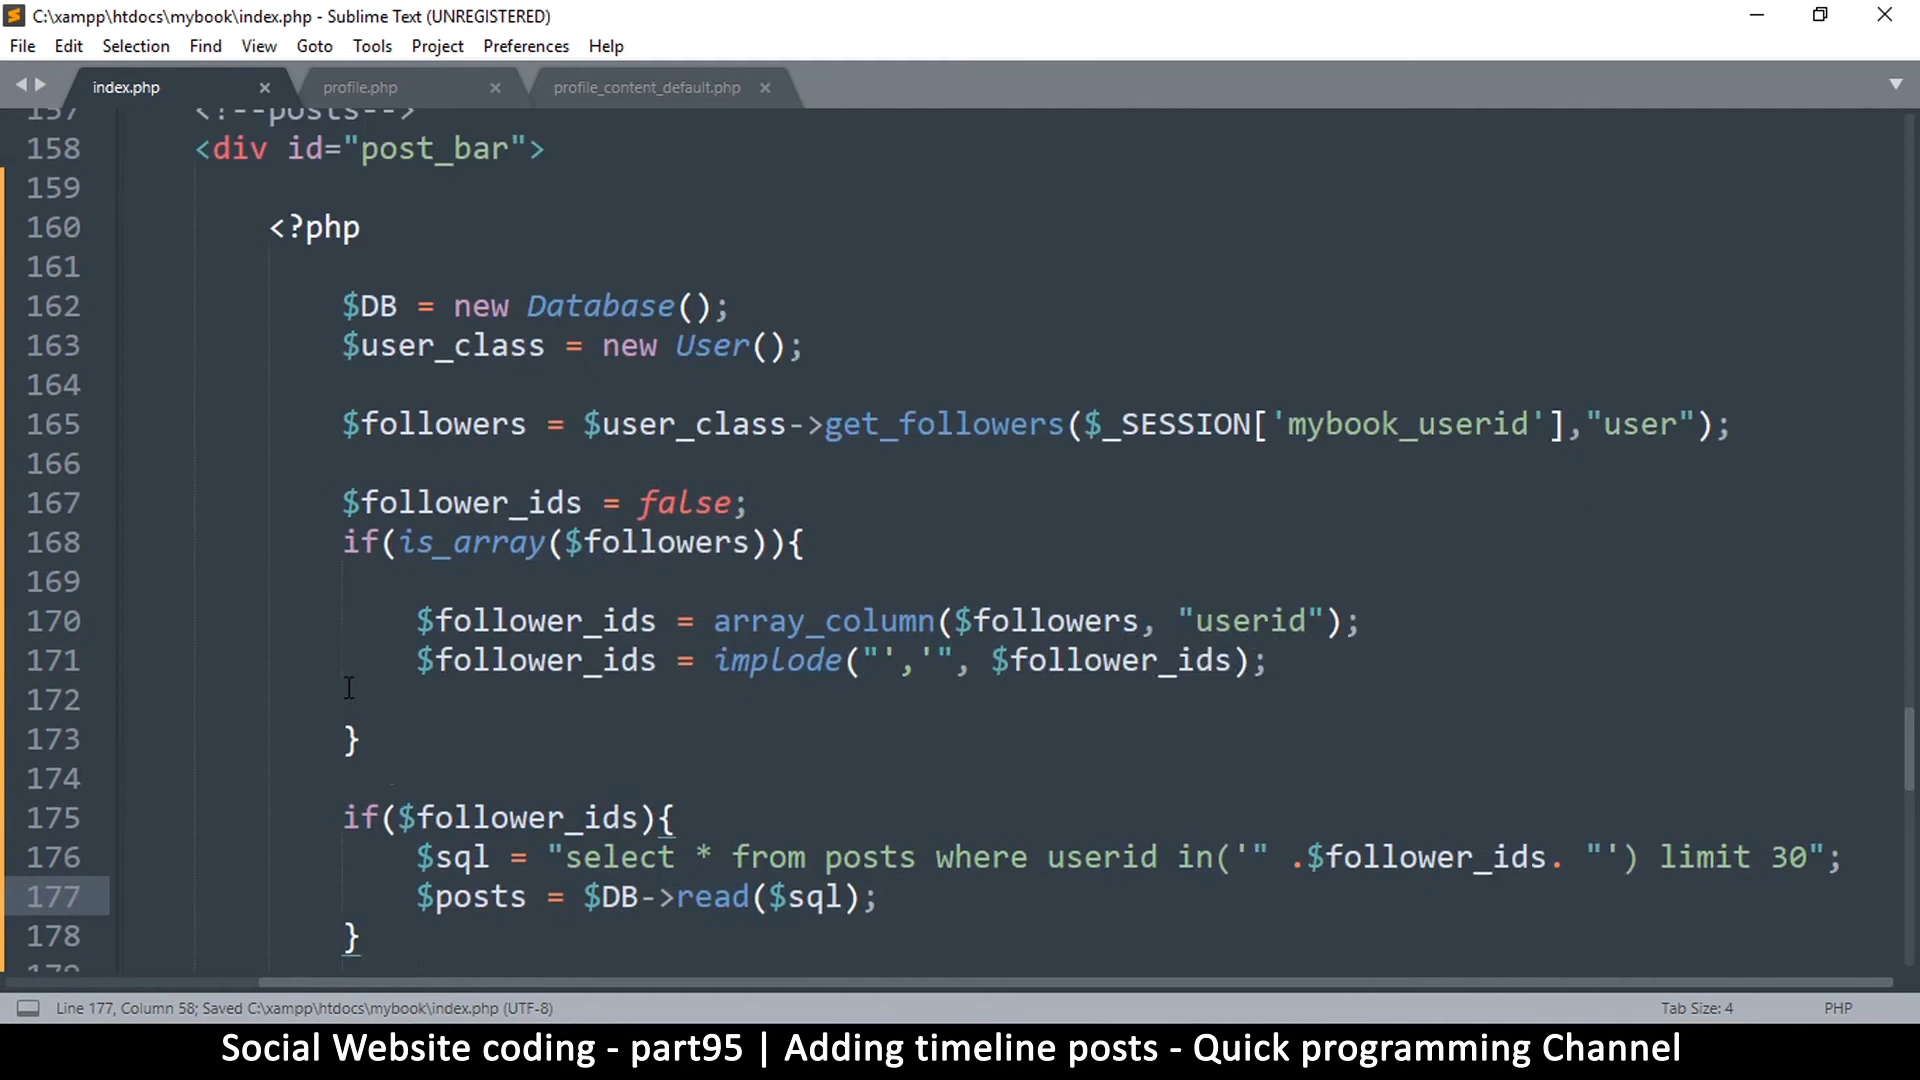 C:\xampp\htdocs\mybook\index.php - Sublime Text (UNREGISTERED)
File Edit Selection Find View Goto Tools Project Preferences Help
index.php profile.php profile_content_default.php
157 <!--posts-->
158 <div id="post_bar">
159
160 <?php
161
162 $DB = new Database();
163 $user_class = new User();
164
165 $followers = $user_class->get_followers($_SESSION['mybook_userid'],"user");
166
167 $follower_ids = false;
168 if(is_array($followers)){
169
170 $follower_ids = array_column($followers, "userid");
171 $follower_ids = implode("','", $follower_ids);
172
173 }
174
175 if($follower_ids){
176 $sql = "select * from posts where userid in('" .$follower_ids. "') limit 30";
177 $posts = $DB->read($sql);
178 }
179
Line 177, Column 58; Saved C:\xampp\htdocs\mybook\index.php (UTF-8) Tab Size: 4 PHP
Social Website coding - part95 | Adding timeline posts - Quick programming Channel